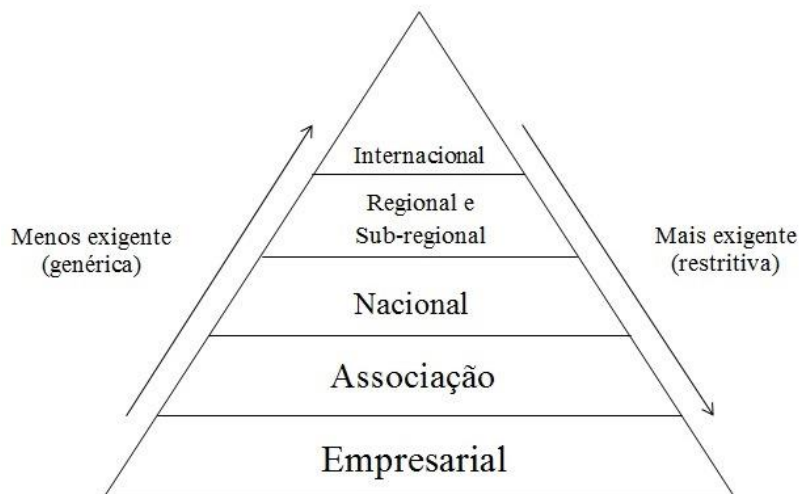 Internacional
Regional e
Sub-regional
Menos exigente
(genérica)
Mais exigente
(restritiva)
Nacional
Associação
Empresarial